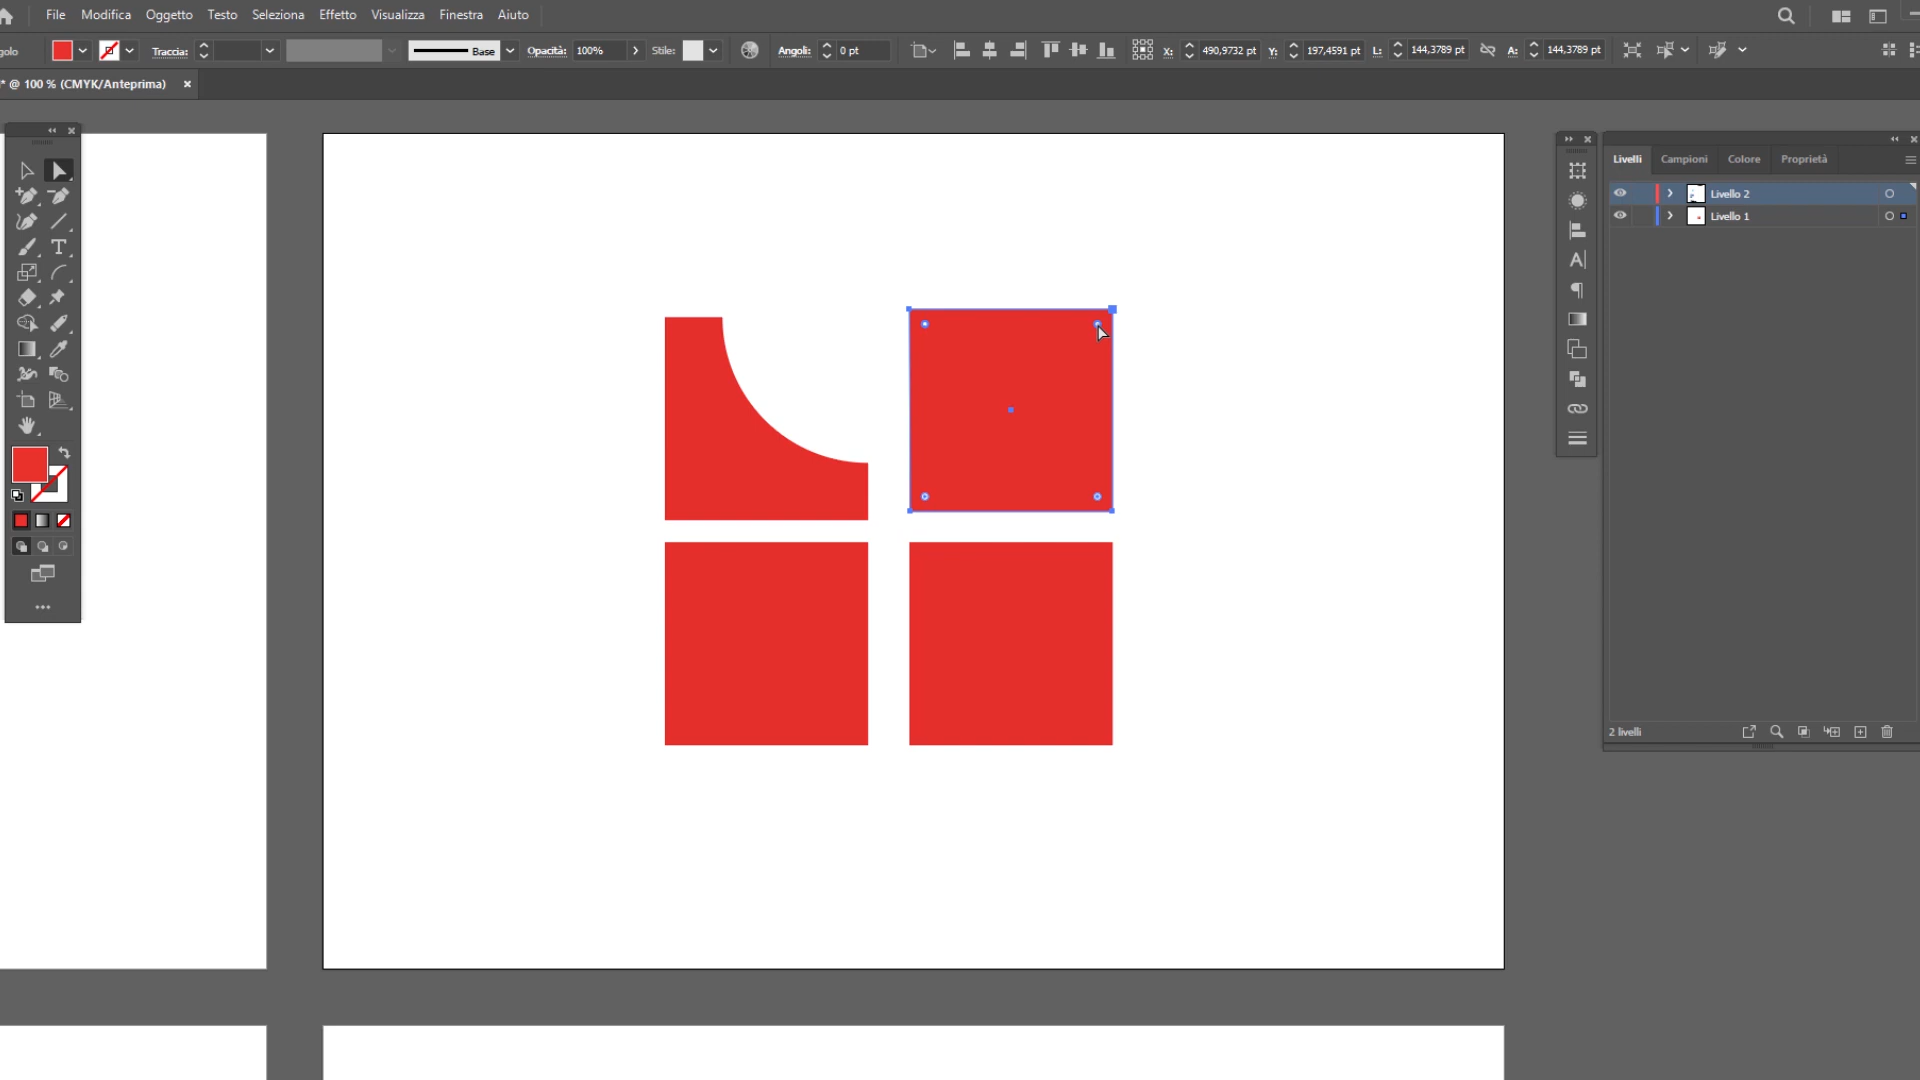 File Modifica Oggetto Testo Seleziona Effetto Visualizza Finestra Aiuto
golo Traccia: Base Opacità: 100% Stile: Angoli: 0 pt X: 490,9732 pt Y: 197,4591 pt L: 144,3789 pt A: 144,3789 pt
* @ 100 % (CMYK/Anteprima) ×
Livelli Campioni Colore Proprietà
Livello 2
Livello 1
2 livelli